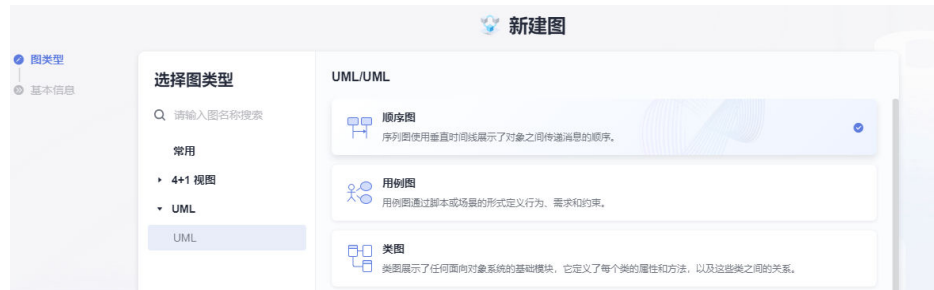 新建图
图类型
基本信息
选择图类型
请输入图名称搜索
常用
4+1 视图
UML
UML
UML/UML
顺序图
序列图使用垂直时间线展示了对象之间传递消息的顺序。
用例图
用例图通过脚本或场景的形式定义行为、需求和约束。
类图
类图展示了任何面向对象系统的基础模块，它定义了每个类的属性和方法，以及这些类之间的关系。